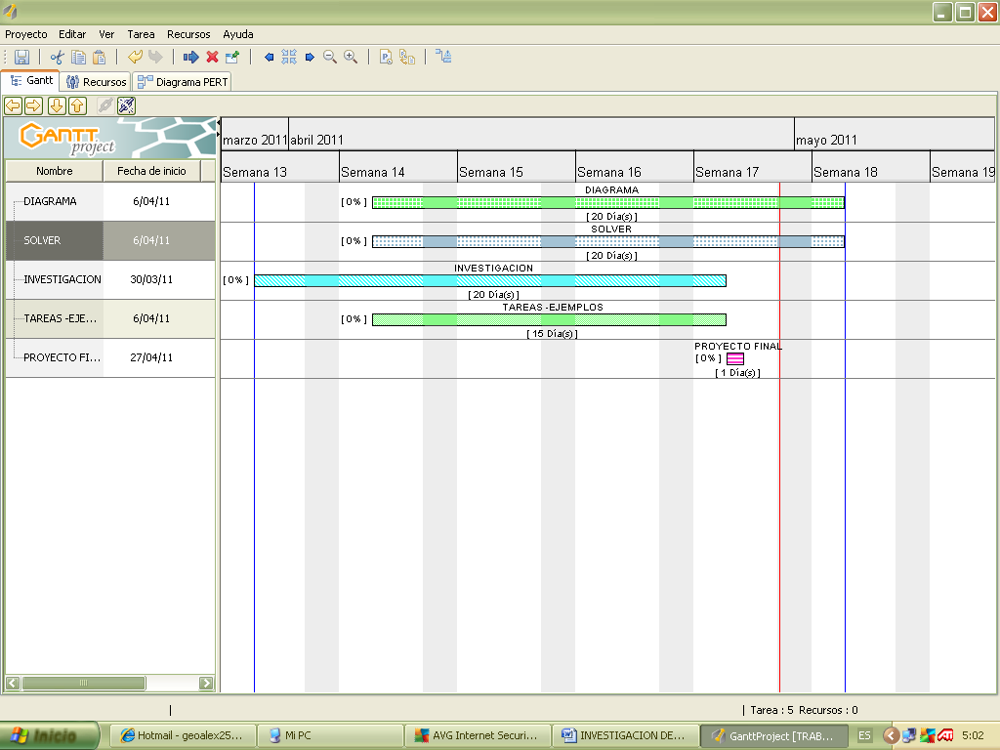 Proyecto Editar Ver Tarea Recursos Ayuda
Gantt Recursos Diagrama PERT
GANTT project
marzo 2011 abril 2011 mayo 2011
Nombre Fecha de inicio
Semana 13 Semana 14 Semana 15 Semana 16 Semana 17 Semana 18 Semana 19
DIAGRAMA 6/04/11
DIAGRAMA
[ 0% ]
[ 20 Día(s) ]
SOLVER 6/04/11
SOLVER
[ 0% ]
[ 20 Día(s) ]
INVESTIGACION 30/03/11
INVESTIGACION
[ 0% ]
[ 20 Día(s) ]
TAREAS -EJE... 6/04/11
TAREAS -EJEMPLOS
[ 0% ]
[ 15 Día(s) ]
PROYECTO FI... 27/04/11
PROYECTO FINAL
[ 0% ]
[ 1 Día(s) ]
Tarea : 5 Recursos : 0
Inicio Hotmail - geoalex25... Mi PC AVG Internet Securi... INVESTIGACION DE... GanttProject [TRAB... ES 5:02